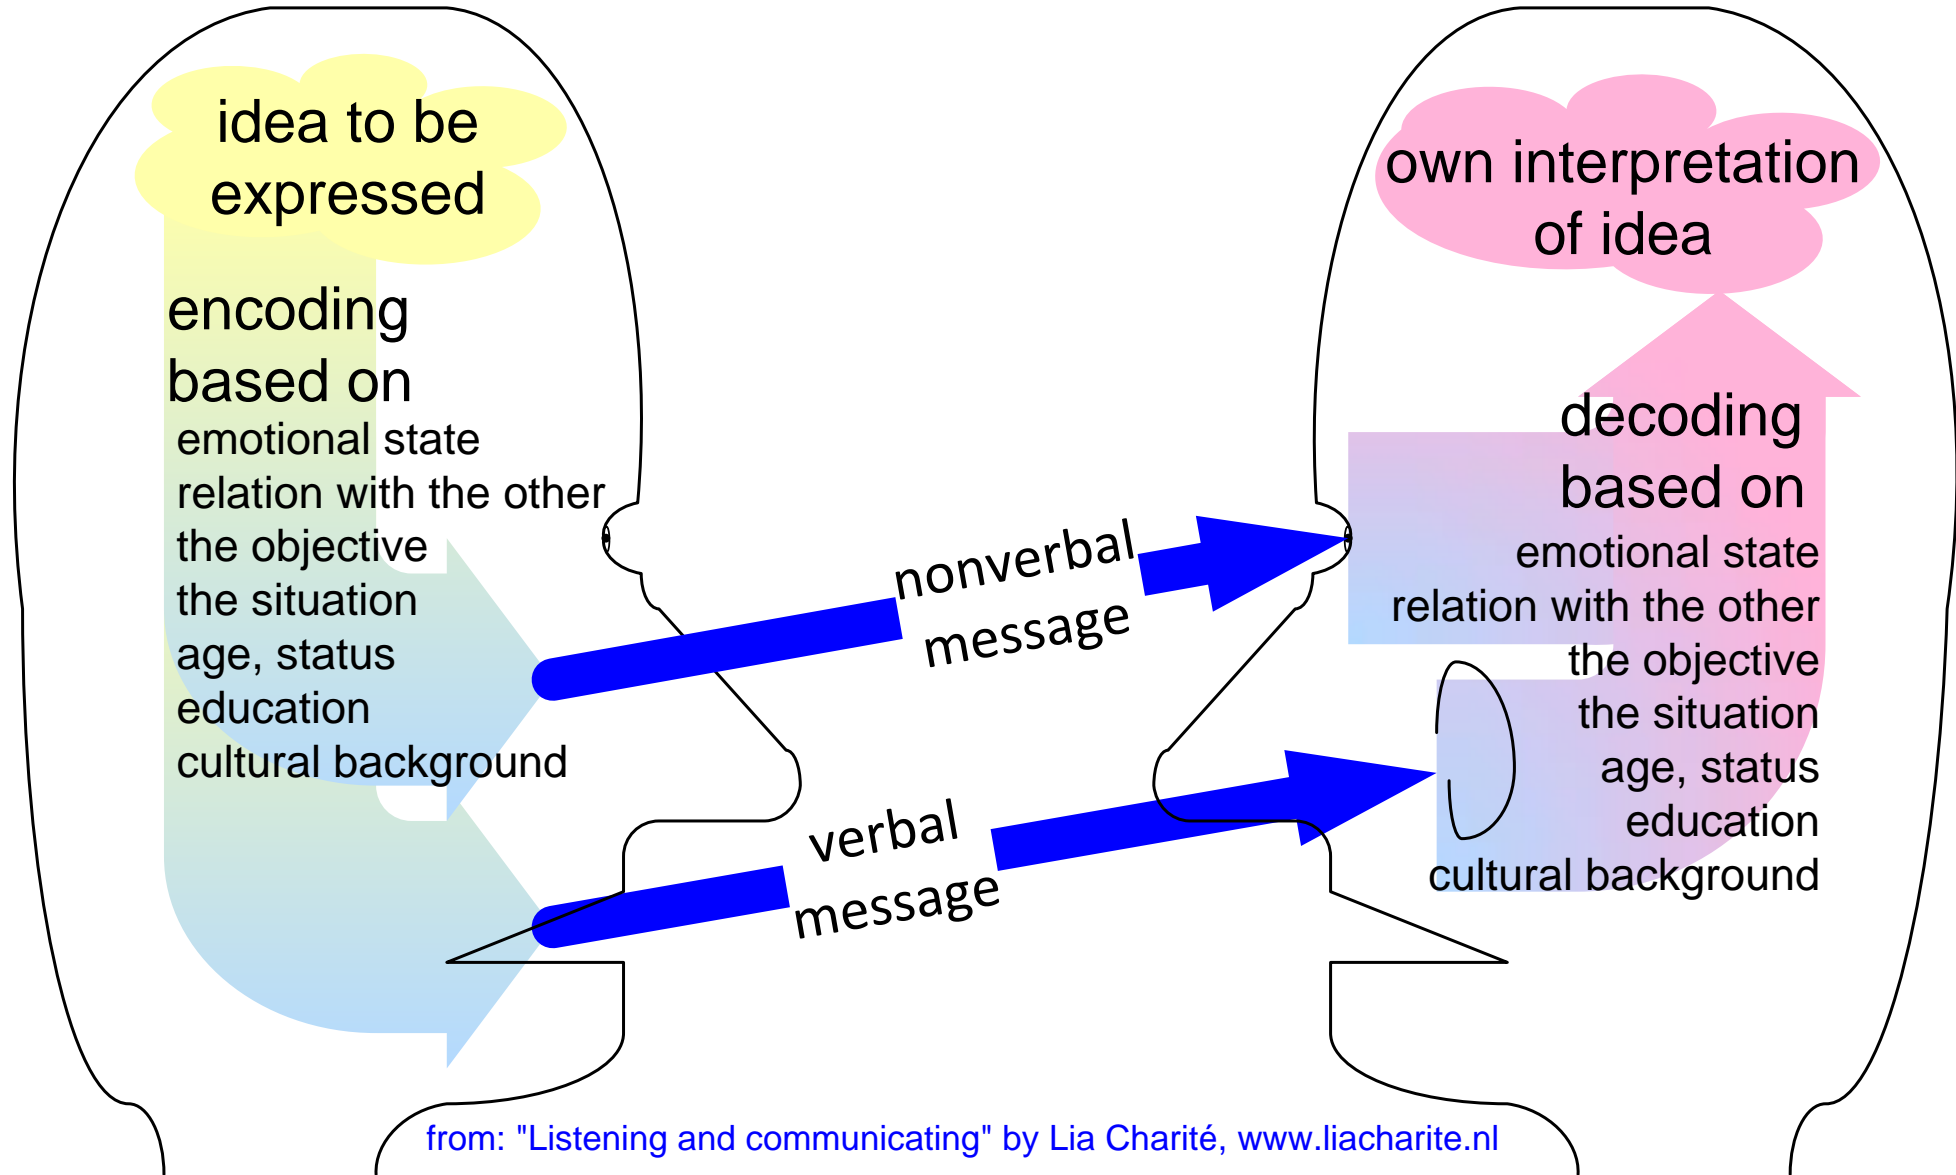 idea to be
expressed
encoding
based on
emotional state
relation with the other
the objective
the situation
age, status
education
cultural background
nonverbal
message
verbal
message
own interpretation
of idea
decoding
based on
emotional state
relation with the other
the objective
the situation
age, status
education
cultural background
from: "Listening and communicating" by Lia Charité, www.liacharite.nl